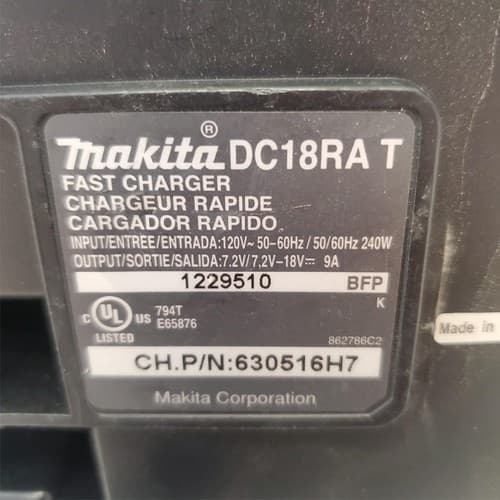 makita® DC18RA T
FAST CHARGER
CHARGEUR RAPIDE
CARGADOR RAPIDO
INPUT/ENTREE/ENTRADA:120V~ 50-60Hz / 50/60Hz 240W
OUTPUT/SORTIE/SALIDA:7.2V/7,2V-18V⎓ 9A
1229510 BFP
K
C UL US 794T
® E65876
LISTED 862786C2
CH.P/N:630516H7
Makita Corporation
Made in